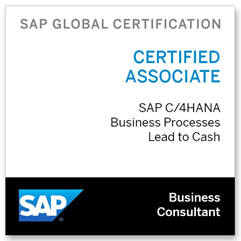 SAP GLOBAL CERTIFICATION
CERTIFIED
ASSOCIATE
SAP C/4HANA
Business Processes
Lead to Cash
SAP
Business
Consultant